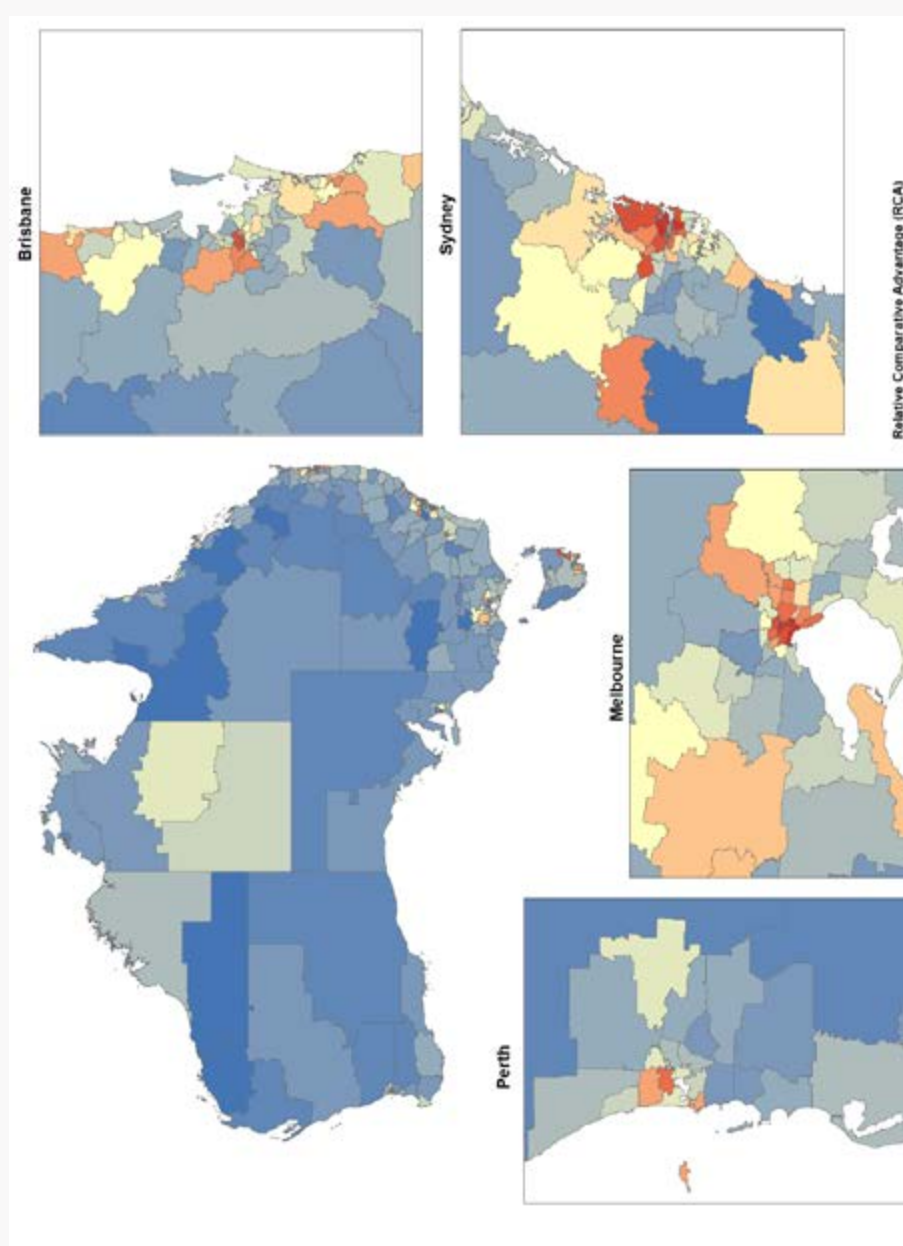 Brisbane
Sydney
Relative Comparative Advantage (RCA)
Melbourne
Perth